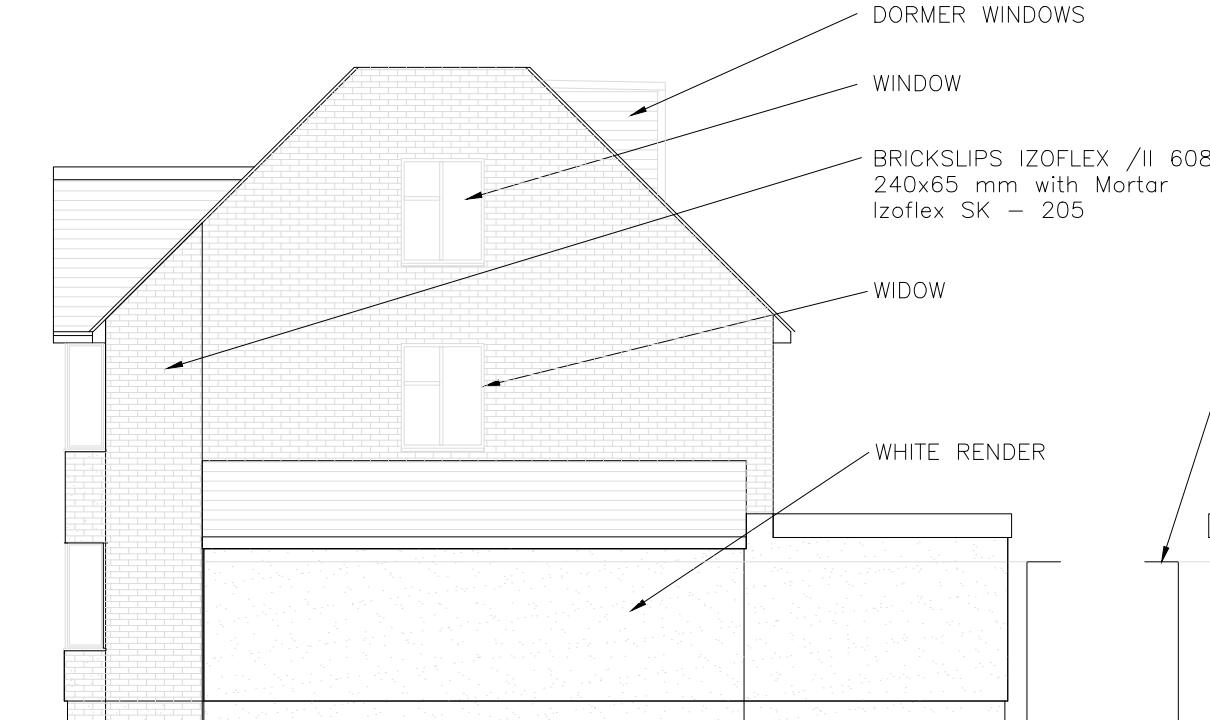 DORMER WINDOWS
WINDOW
BRICKSLIPS IZOFLEX /II 608
240x65 mm with Mortar
Izoflex SK – 205
WIDOW
WHITE RENDER